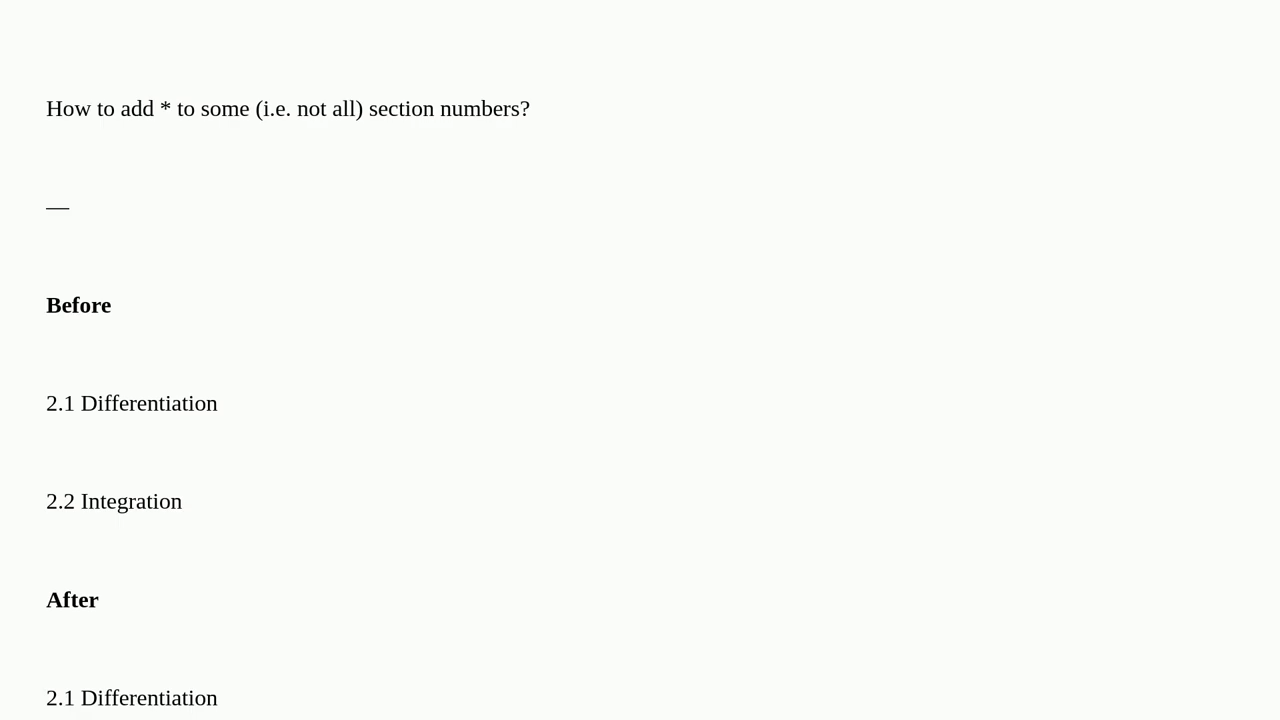 How to add * to some (i.e. not all) section numbers?
—
Before
2.1 Differentiation
2.2 Integration
After
2.1 Differentiation